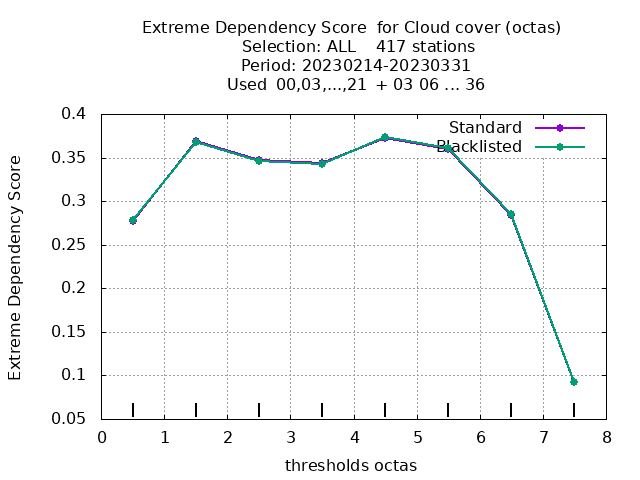 Extreme Dependency Score  for Cloud cover (octas)
Selection: ALL    417 stations
Period: 20230214-20230331
Used  00,03,...,21  + 03 06 ... 36
Standard
Blacklisted
Extreme Dependency Score
0.4
0.35
0.3
0.25
0.2
0.15
0.1
0.05
0 1 2 3 4 5 6 7 8
thresholds octas